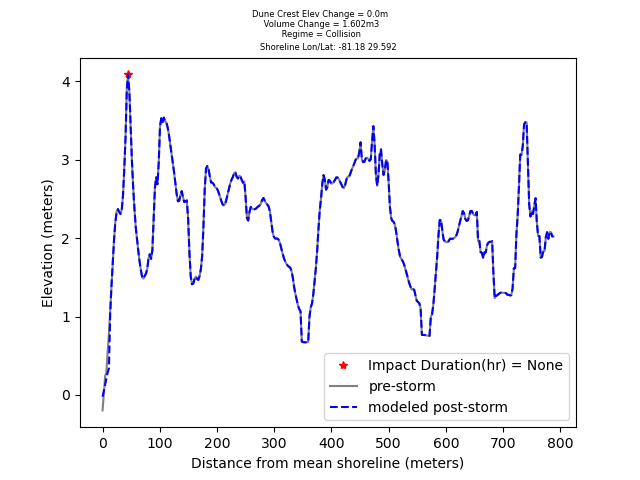 Dune Crest Elev Change = 0.0m
Volume Change = 1.602m3
Regime = Collision
Shoreline Lon/Lat: -81.18 29.592
4
3
2
1
0
Elevation (meters)
Impact Duration(hr) = None
pre-storm
modeled post-storm
0 100 200 300 400 500 600 700 800
Distance from mean shoreline (meters)